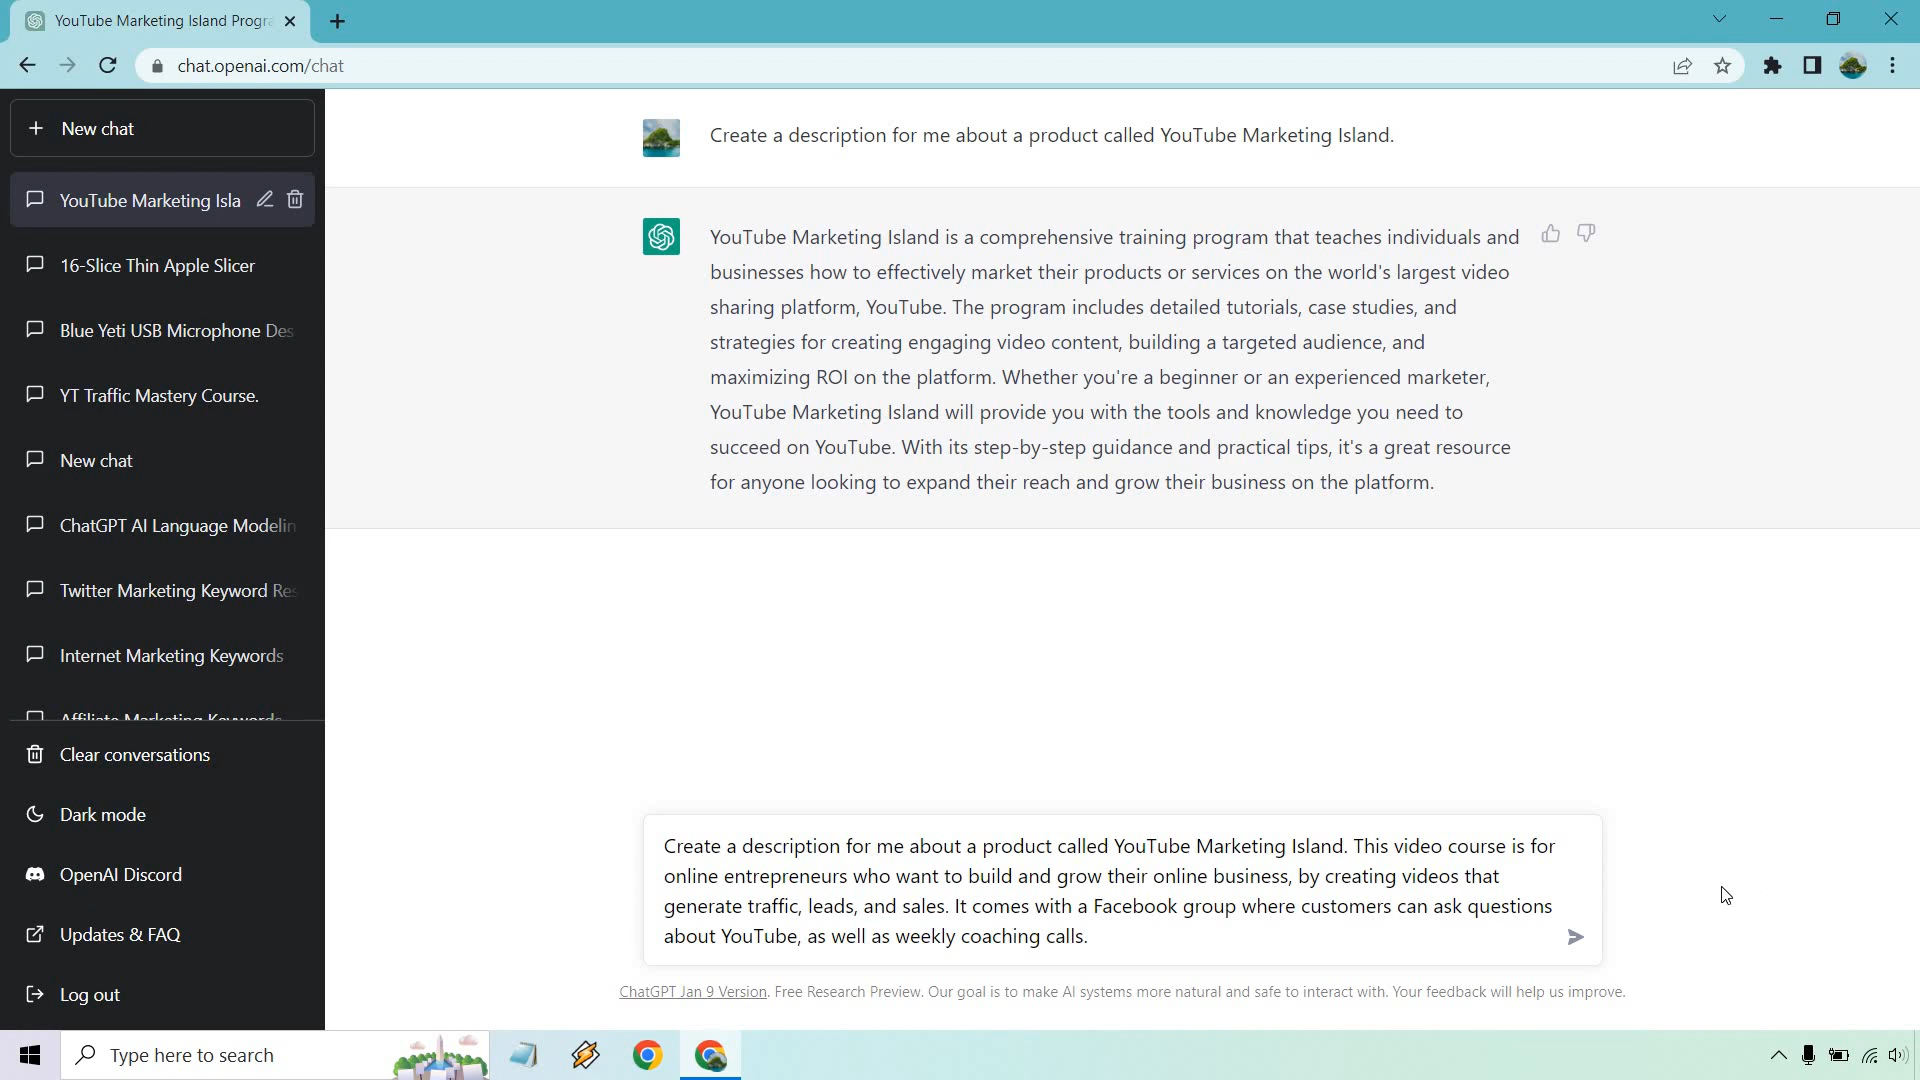 YouTube Marketing Island Progra
chat.openai.com/chat
New chat
YouTube Marketing Isla
16-Slice Thin Apple Slicer
Blue Yeti USB Microphone Des
YT Traffic Mastery Course.
New chat
ChatGPT AI Language Modelin
Twitter Marketing Keyword Res
Internet Marketing Keywords
Affiliate Marketing Keywords
Clear conversations
Dark mode
OpenAI Discord
Updates & FAQ
Log out
Create a description for me about a product called YouTube Marketing Island.
YouTube Marketing Island is a comprehensive training program that teaches individuals and
businesses how to effectively market their products or services on the world's largest video
sharing platform, YouTube. The program includes detailed tutorials, case studies, and
strategies for creating engaging video content, building a targeted audience, and
maximizing ROI on the platform. Whether you're a beginner or an experienced marketer,
YouTube Marketing Island will provide you with the tools and knowledge you need to
succeed on YouTube. With its step-by-step guidance and practical tips, it's a great resource
for anyone looking to expand their reach and grow their business on the platform.
Create a description for me about a product called YouTube Marketing Island. This video course is for
online entrepreneurs who want to build and grow their online business, by creating videos that
generate traffic, leads, and sales. It comes with a Facebook group where customers can ask questions
about YouTube, as well as weekly coaching calls.
ChatGPT Jan 9 Version. Free Research Preview. Our goal is to make AI systems more natural and safe to interact with. Your feedback will help us improve.
Type here to search